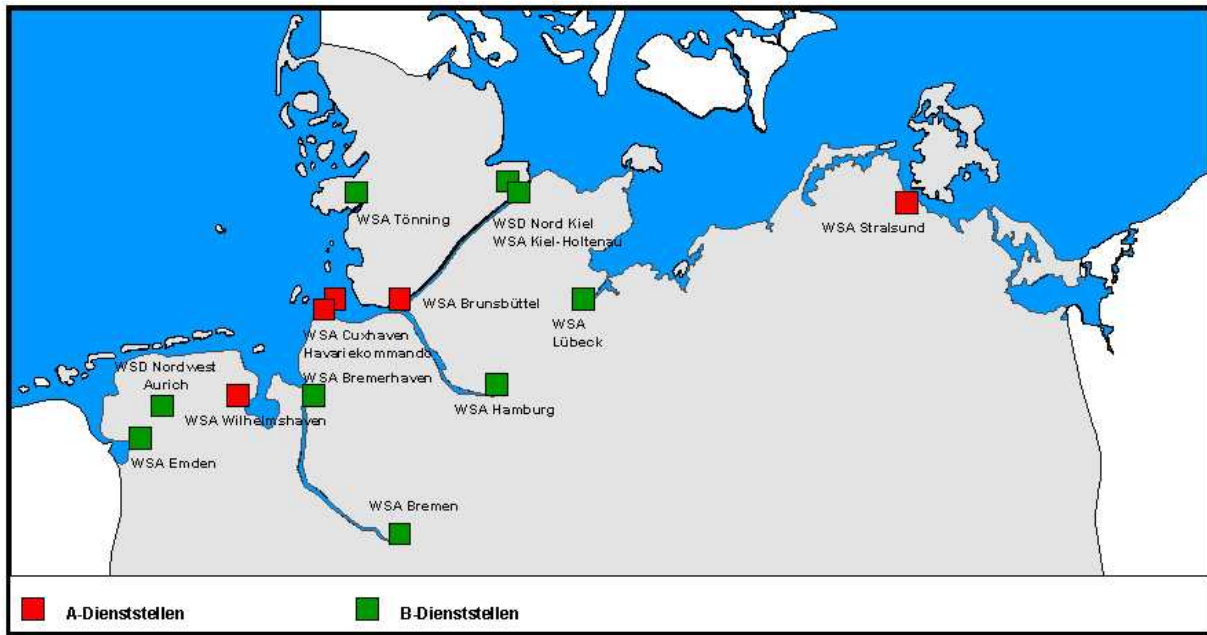 WSA Tönning
WSD Nord Kiel
WSA Kiel-Holtenau
WSA Stralsund
WSA Brunsbüttel
WSA Cuxhaven
Havariekommando
WSA
Lübeck
WSD Nordwest
Aurich
WSA Bremerhaven
WSA Hamburg
WSA Wilhelmshaven
WSA Emden
WSA Bremen
A-Dienststellen
B-Dienststellen